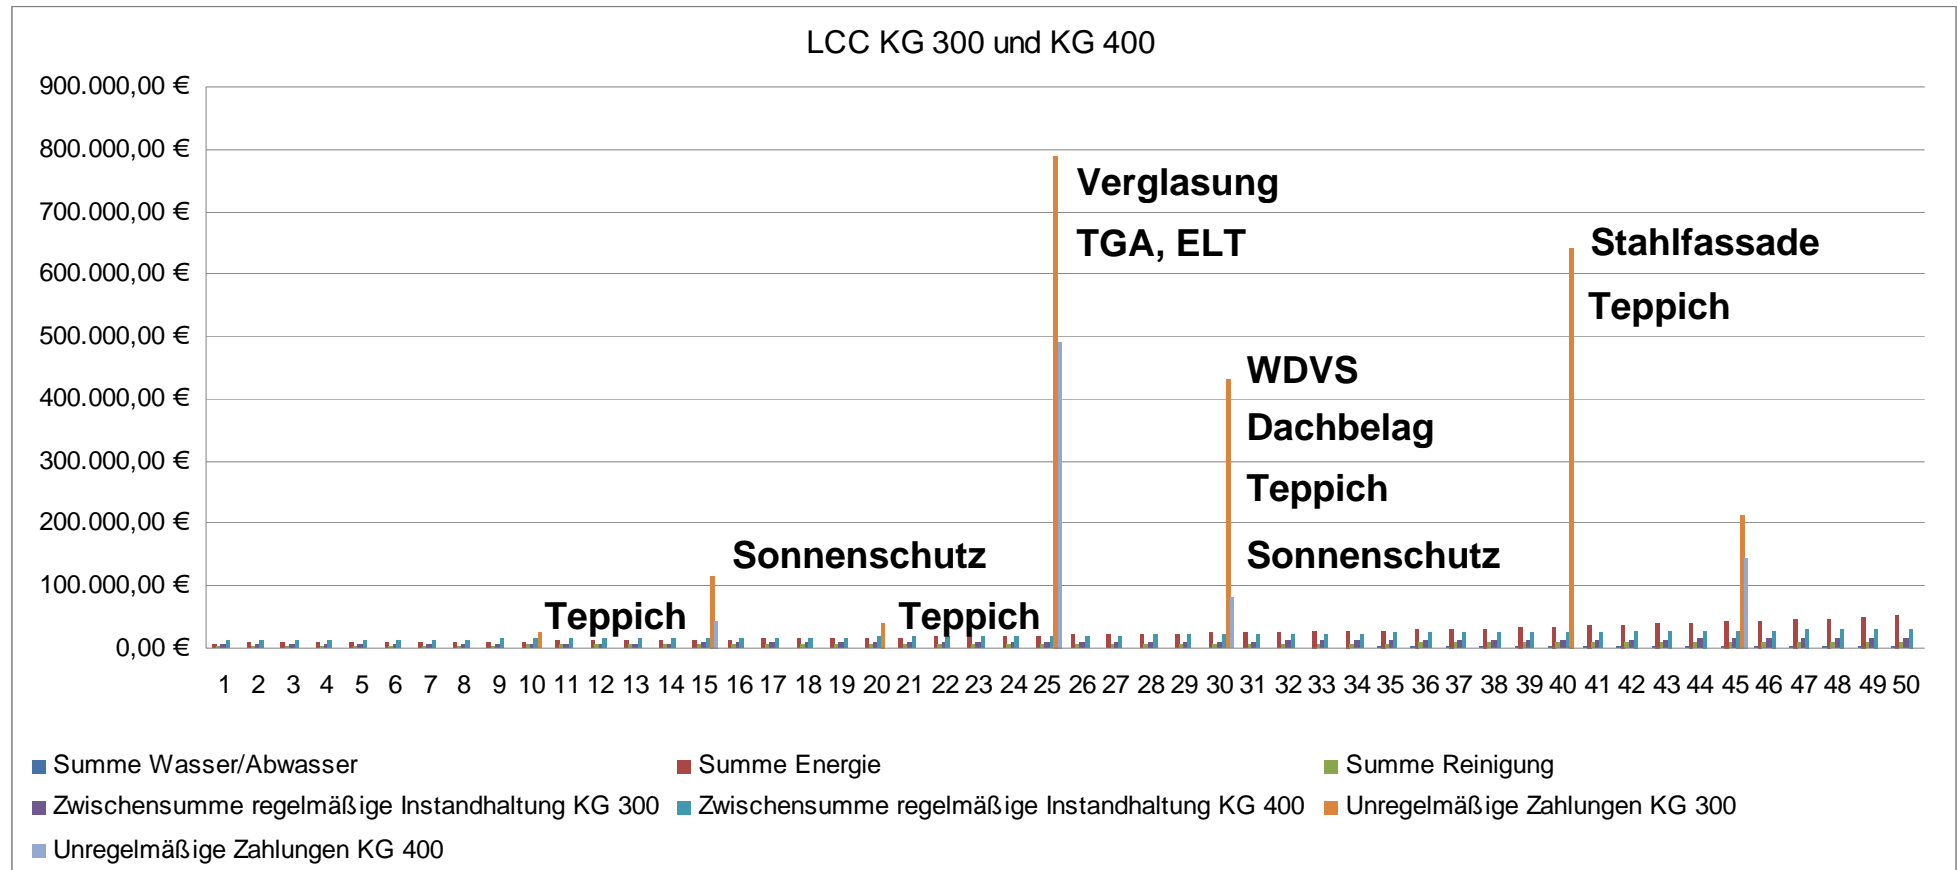 LCC KG 300 und KG 400
900.000,00 €
800.000,00 €
700.000,00 €
600.000,00 €
500.000,00 €
400.000,00 €
300.000,00 €
200.000,00 €
100.000,00 €
0,00 €
Teppich
Sonnenschutz
Teppich
Verglasung
TGA, ELT
WDVS
Dachbelag
Teppich
Sonnenschutz
Stahlfassade
Teppich
1 2 3 4 5 6 7 8 9 10 11 12 13 14 15 16 17 18 19 20 21 22 23 24 25 26 27 28 29 30 31 32 33 34 35 36 37 38 39 40 41 42 43 44 45 46 47 48 49 50
Summe Wasser/Abwasser
Summe Energie
Summe Reinigung
Zwischensumme regelmäßige Instandhaltung KG 300
Zwischensumme regelmäßige Instandhaltung KG 400
Unregelmäßige Zahlungen KG 300
Unregelmäßige Zahlungen KG 400